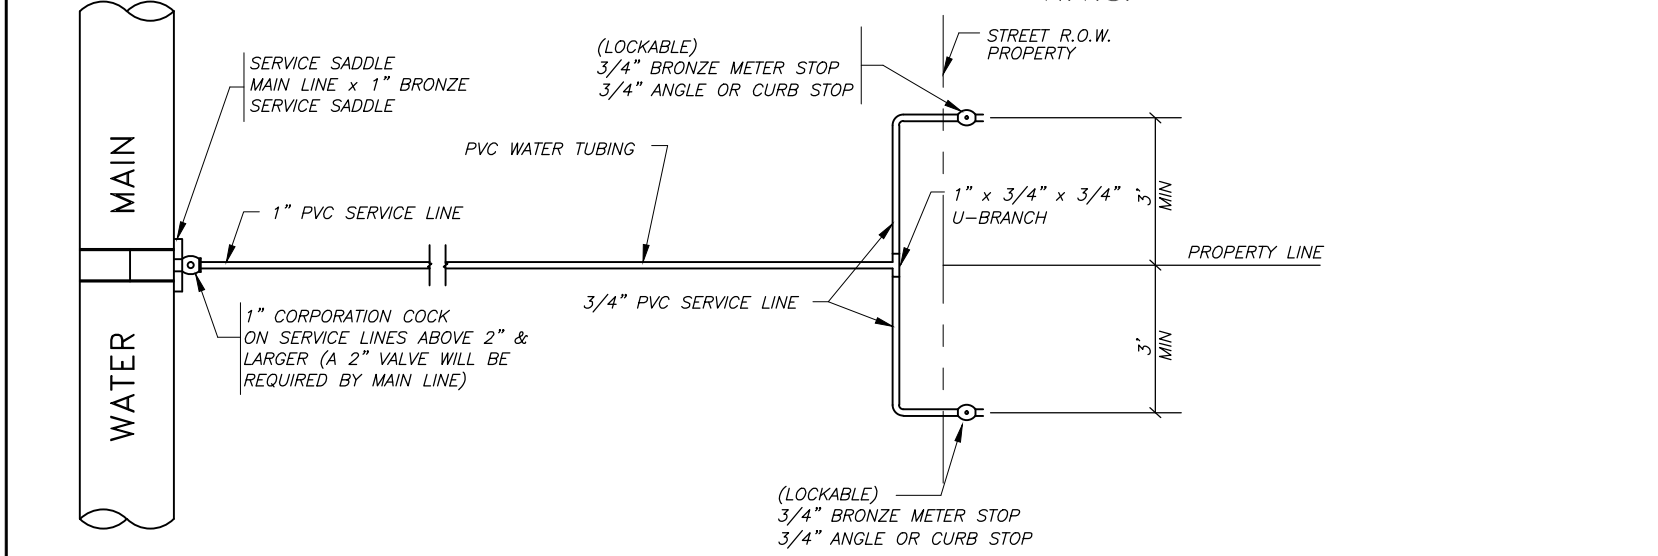 STREET R.O.W.
PROPERTY
(LOCKABLE)
3/4" BRONZE METER STOP
3/4" ANGLE OR CURB STOP
SERVICE SADDLE
MAIN LINE x 1" BRONZE
SERVICE SADDLE
PVC WATER TUBING
MAIN
1" x 3/4" x 3/4"
U-BRANCH
3'
MIN
1" PVC SERVICE LINE
PROPERTY LINE
3/4" PVC SERVICE LINE
1" CORPORATION COCK
ON SERVICE LINES ABOVE 2" &
LARGER (A 2" VALVE WILL BE
REQUIRED BY MAIN LINE)
3'
MIN
WATER
(LOCKABLE)
3/4" BRONZE METER STOP
3/4" ANGLE OR CURB STOP